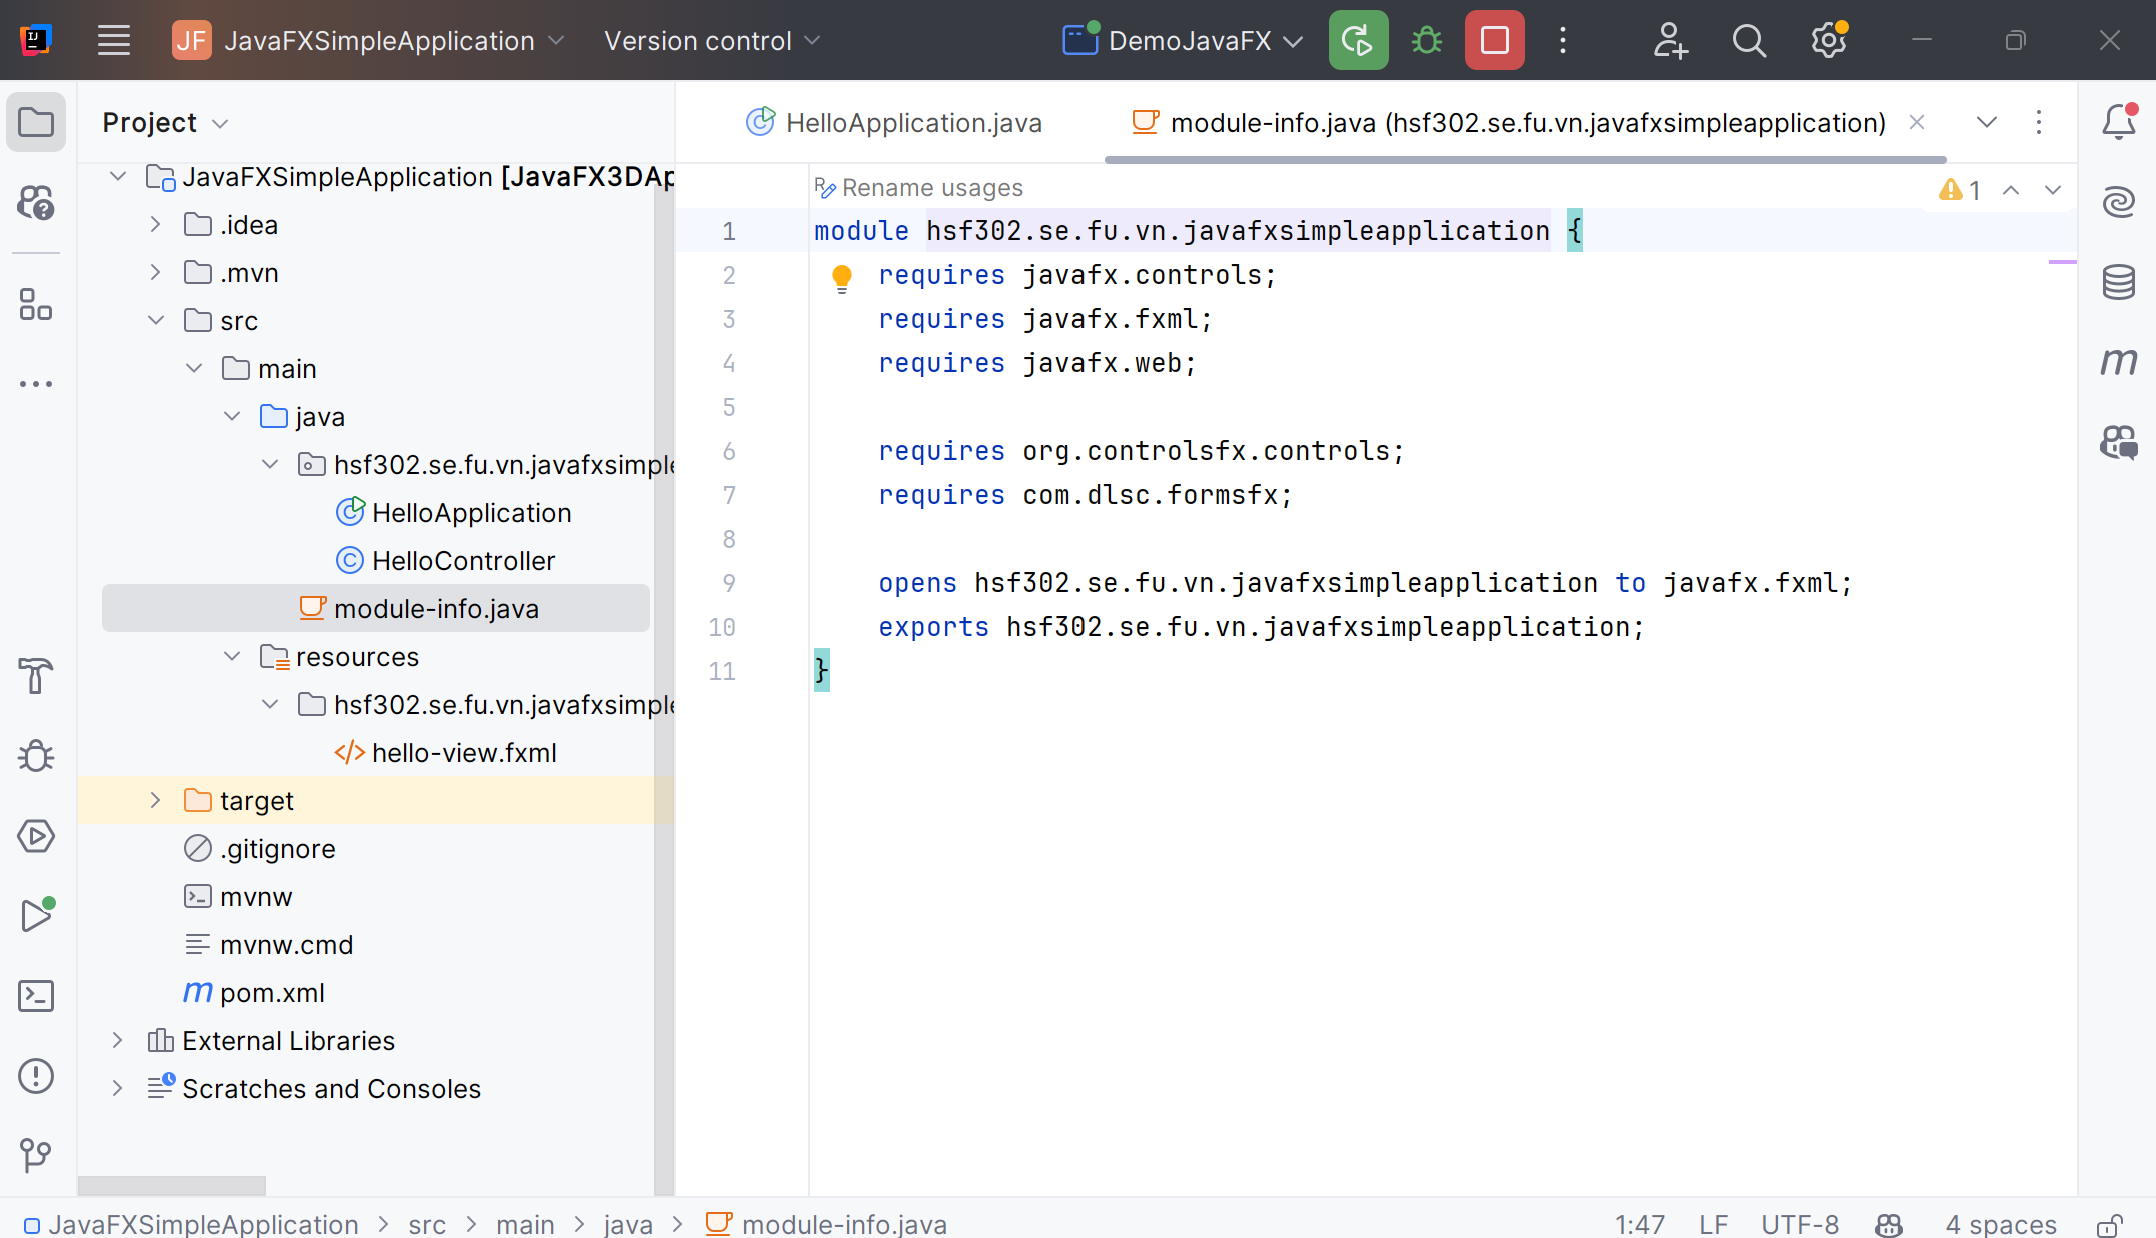 JF JavaFXSimpleApplication Version control DemoJavaFX
Project
HelloApplication.java module-info.java (hsf302.se.fu.vn.javafxsimpleapplication)
JavaFXSimpleApplication [JavaFX3DAp
.idea
.mvn
src
main
java
hsf302.se.fu.vn.javafxsimple
HelloApplication
HelloController
module-info.java
resources
hsf302.se.fu.vn.javafxsimple
hello-view.fxml
target
.gitignore
mvnw
mvnw.cmd
pom.xml
External Libraries
Scratches and Consoles
Rename usages 1
1 module hsf302.se.fu.vn.javafxsimpleapplication {
2 requires javafx.controls;
3 requires javafx.fxml;
4 requires javafx.web;
5
6 requires org.controlsfx.controls;
7 requires com.dlsc.formsfx;
8
9 opens hsf302.se.fu.vn.javafxsimpleapplication to javafx.fxml;
10 exports hsf302.se.fu.vn.javafxsimpleapplication;
11 }
JavaFXSimpleApplication > src > main > java > module-info.java 1:47 LF UTF-8 4 spaces